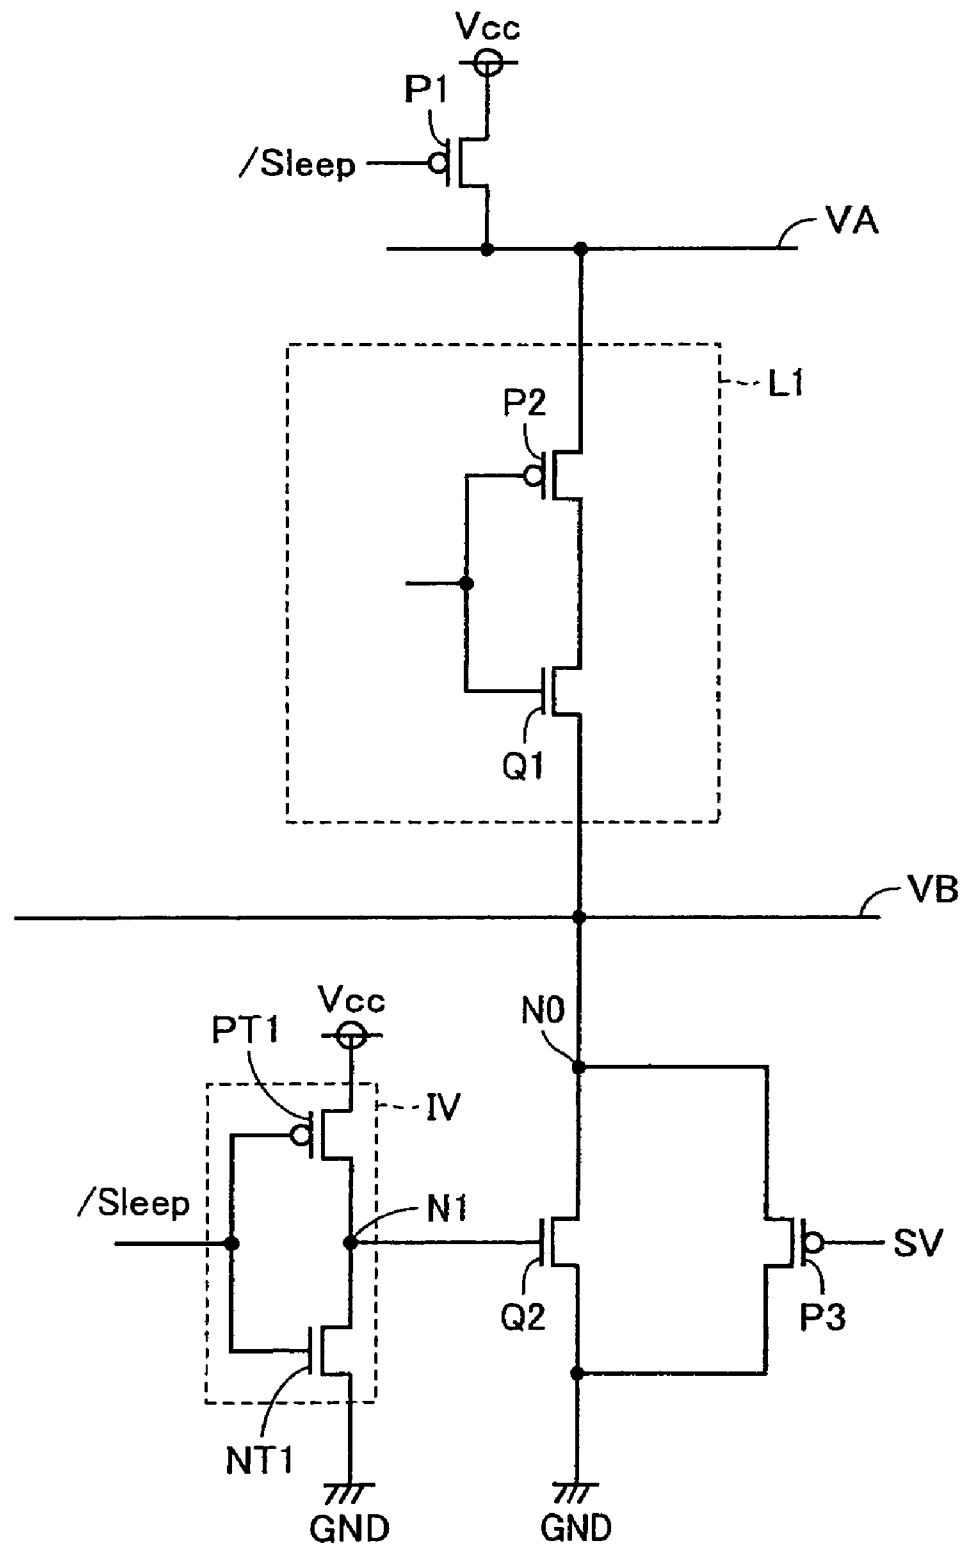 Vcc
P1
/Sleep
VA
L1
P2
Q1
VB
Vcc
N0
PT1
IV
/Sleep
N1
SV
Q2
P3
NT1
GND
GND